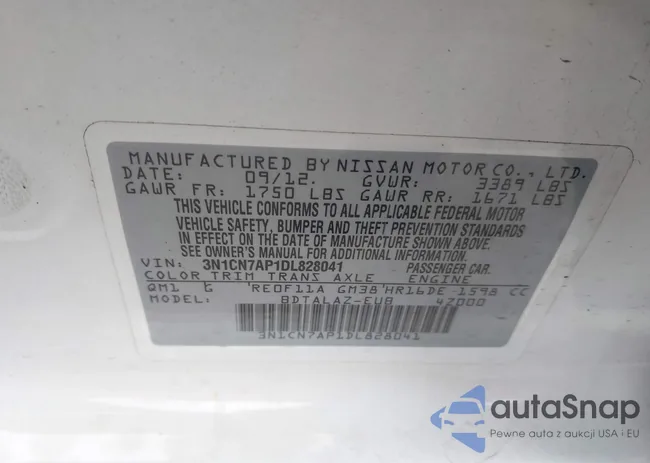 MANUFACTURED BY NISSAN MOTOR CO., LTD.
DATE: 09/12. GVWR: 3389 LBS
GAWR FR: 1750 LBS GAWR RR: 1671 LBS
THIS VEHICLE CONFORMS TO ALL APPLICABLE FEDERAL MOTOR
VEHICLE SAFETY, BUMPER AND THEFT PREVENTION STANDARDS
IN EFFECT ON THE DATE OF MANUFACTURE SHOWN ABOVE.
SEE OWNER'S MANUAL FOR ADDITIONAL INFORMATION.
VIN: 3N1CN7AP1DL828041 PASSENGER CAR.
COLOR TRIM TRANS AXLE ENGINE
QM1 G RE0F11A GM38 HR16DE 1598 CC
MODEL: BDTALAZ-EUB 4Z000
3N1CN7AP1DL828041
autaSnap
Pewne auta z aukcji USA i EU